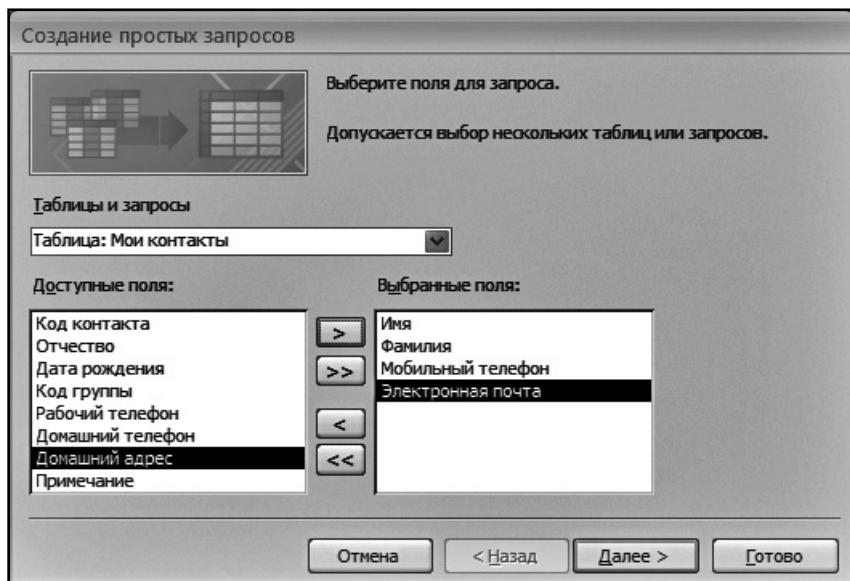 Создание простых запросов
Выберите поля для запроса.
Допускается выбор нескольких таблиц или запросов.
Таблицы и запросы
Таблица: Мои контакты
Доступные поля:
Выбранные поля:
Код контакта
Отчество
Дата рождения
Код группы
Рабочий телефон
Домашний телефон
Домашний адрес
Примечание
>
>>
<
<<
Имя
Фамилия
Мобильный телефон
Электронная почта
Отмена
< Назад
Далее >
Готово